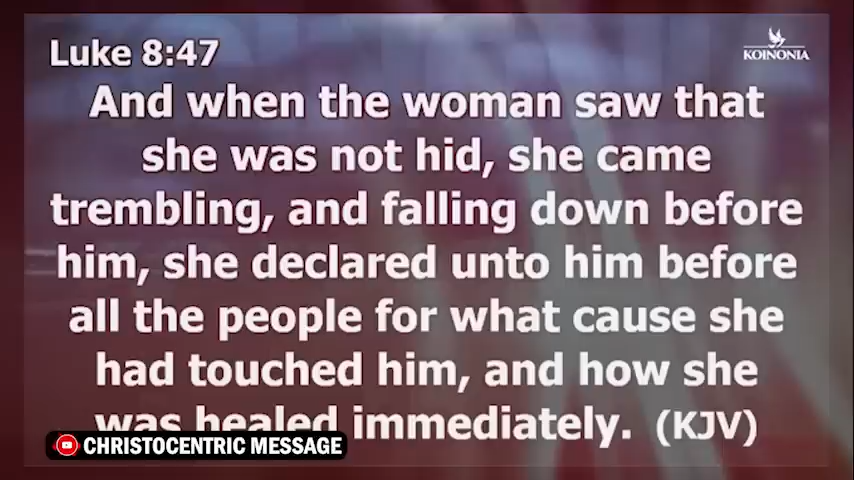 Luke 8:47
KOINONIA
And when the woman saw that
she was not hid, she came
trembling, and falling down before
him, she declared unto him before
all the people for what cause she
had touched him, and how she
was healed immediately. (KJV)
CHRISTOCENTRIC MESSAGE